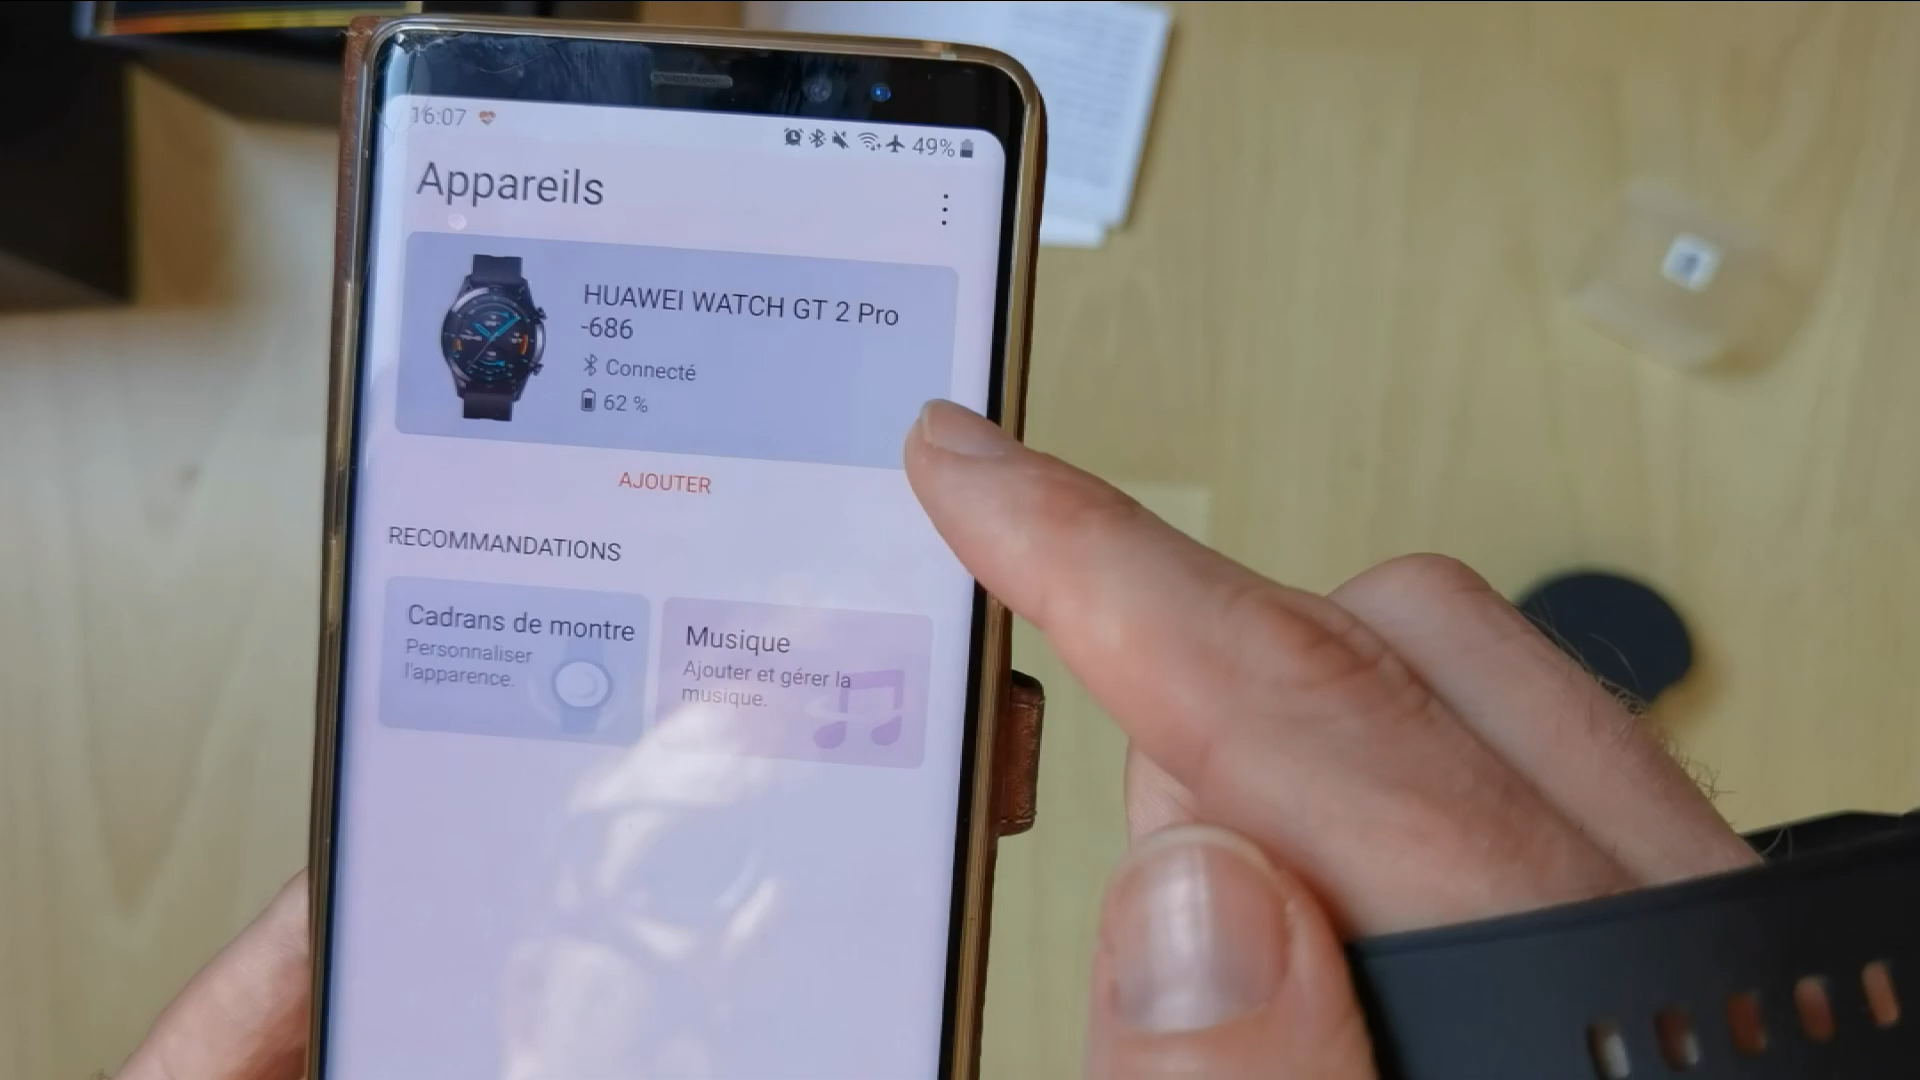 16:07
49%
Appareils
HUAWEI WATCH GT 2 Pro
-686
Connecté
62 %
AJOUTER
RECOMMANDATIONS
Cadrans de montre
Personnaliser
l'apparence.
Musique
Ajouter et gérer la
musique.